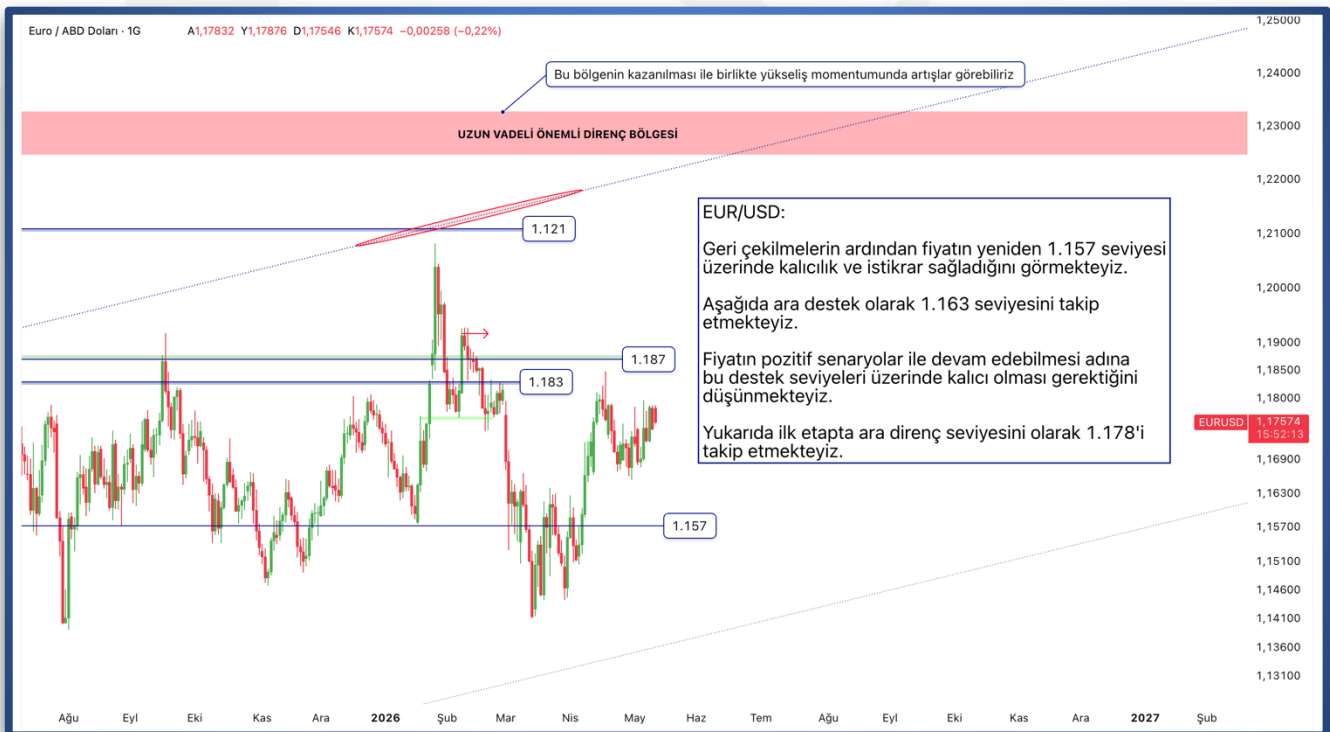 Euro / ABD Doları · 1G A1,17832 Y1,17876 D1,17546 K1,17574 −0,00258 (−0,22%)
1,25000
Bu bölgenin kazanılması ile birlikte yükseliş momentumunda artışlar görebiliriz
1,24000
UZUN VADELİ ÖNEMLİ DİRENÇ BÖLGESİ
1,23000
1,22000
EUR/USD:
Geri çekilmelerin ardından fiyatın yeniden 1.157 seviyesi
üzerinde kalıcılık ve istikrar sağladığını görmekteyiz.
Aşağıda ara destek olarak 1.163 seviyesini takip
etmekteyiz.
Fiyatın pozitif senaryolar ile devam edebilmesi adına
bu destek seviyeleri üzerinde kalıcı olması gerektiğini
düşünmekteyiz.
Yukarıda ilk etapta ara direnç seviyesini olarak 1.178'i
takip etmekteyiz.
1.121
1,21000
1,20000
1,19000
1.187
1,18500
1.183
1,18000
EURUSD 1,17574
15:52:13
1,16900
1,16300
1.157
1,15700
1,15100
1,14600
1,14100
1,13600
1,13100
Ağu Eyl Eki Kas Ara 2026 Şub Mar Nis May Haz Tem Ağu Eyl Eki Kas Ara 2027 Şub